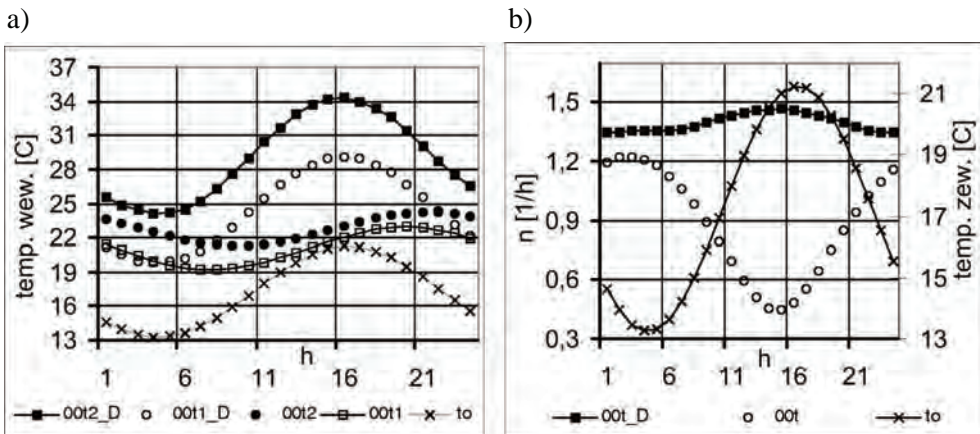 a)
b)
temp. wew. [C]
37
34
31
28
25
22
19
16
13
1
6
11
16
21
h
00t2_D
00t1_D
00t2
00t1
to
n [1/h]
1,5
1,2
0,9
0,6
0,3
temp. zew. [C]
21
19
17
15
13
1
6
11
16
21
h
00t_D
00t
to